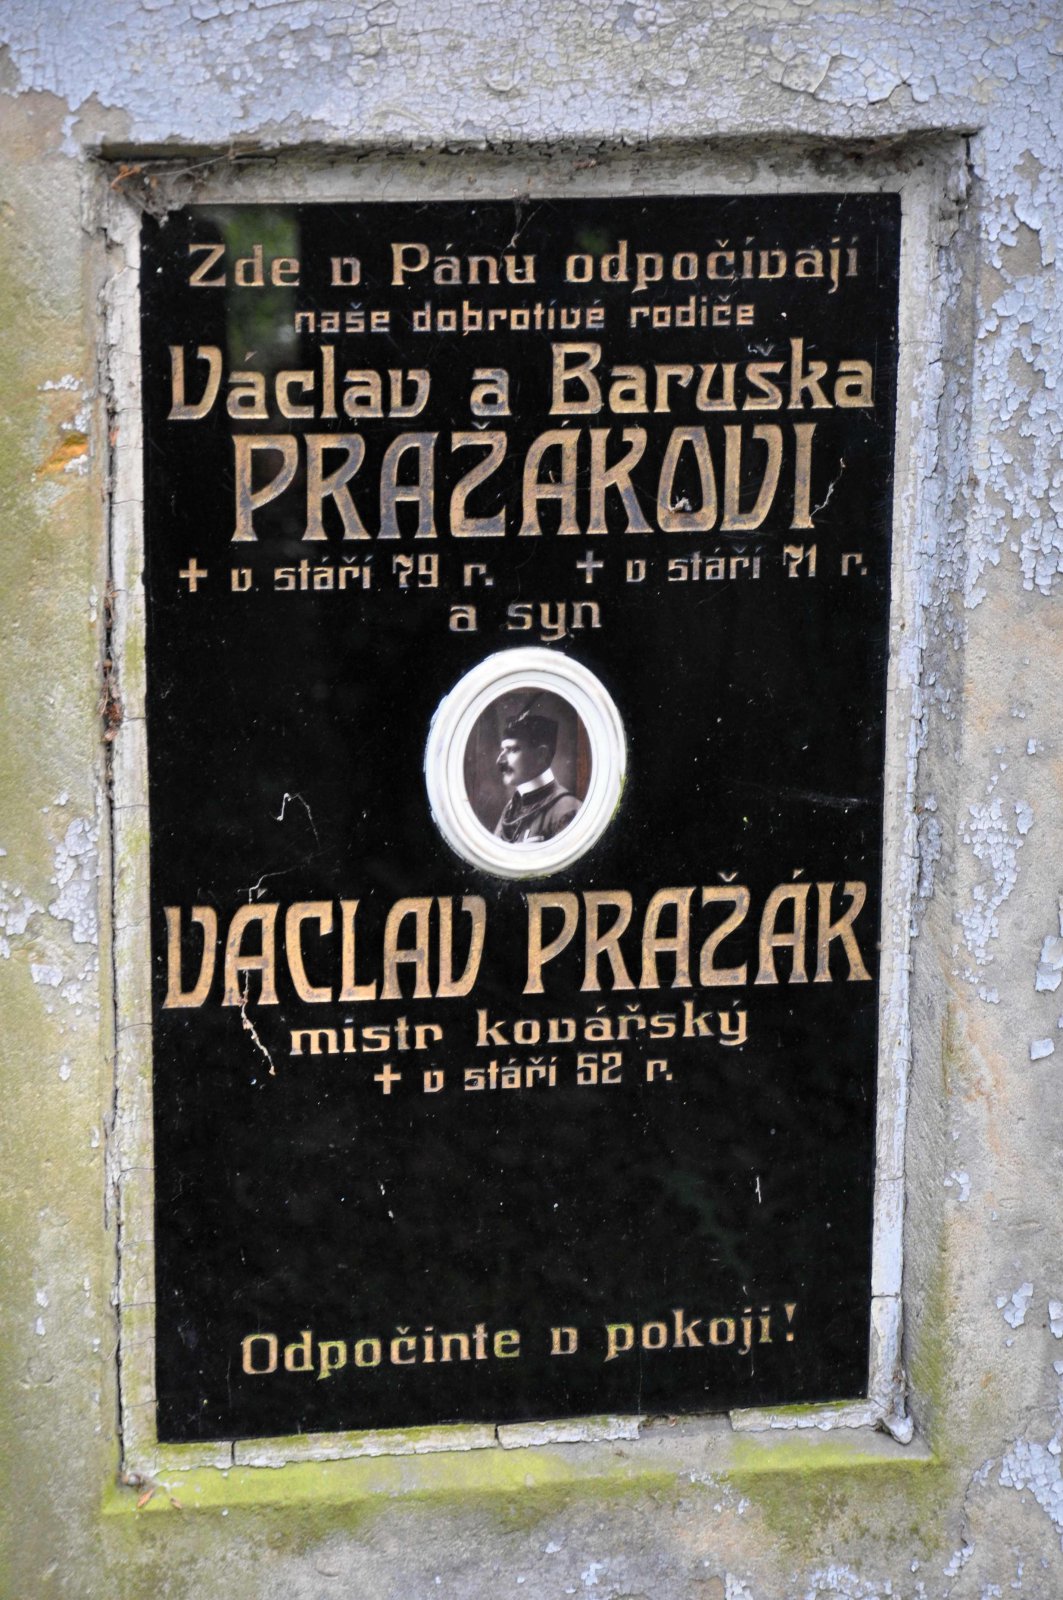 Zde v Pánu odpočívají
naše dobrotivé rodiče
Václav a Baruška
PRAŽÁKOVI
+ v stáří 79 r. + v stáří 71 r.
a syn
VÁCLAV PRAŽÁK
mistr kovářský
+ v stáří 52 r.
Odpočinte v pokoji!